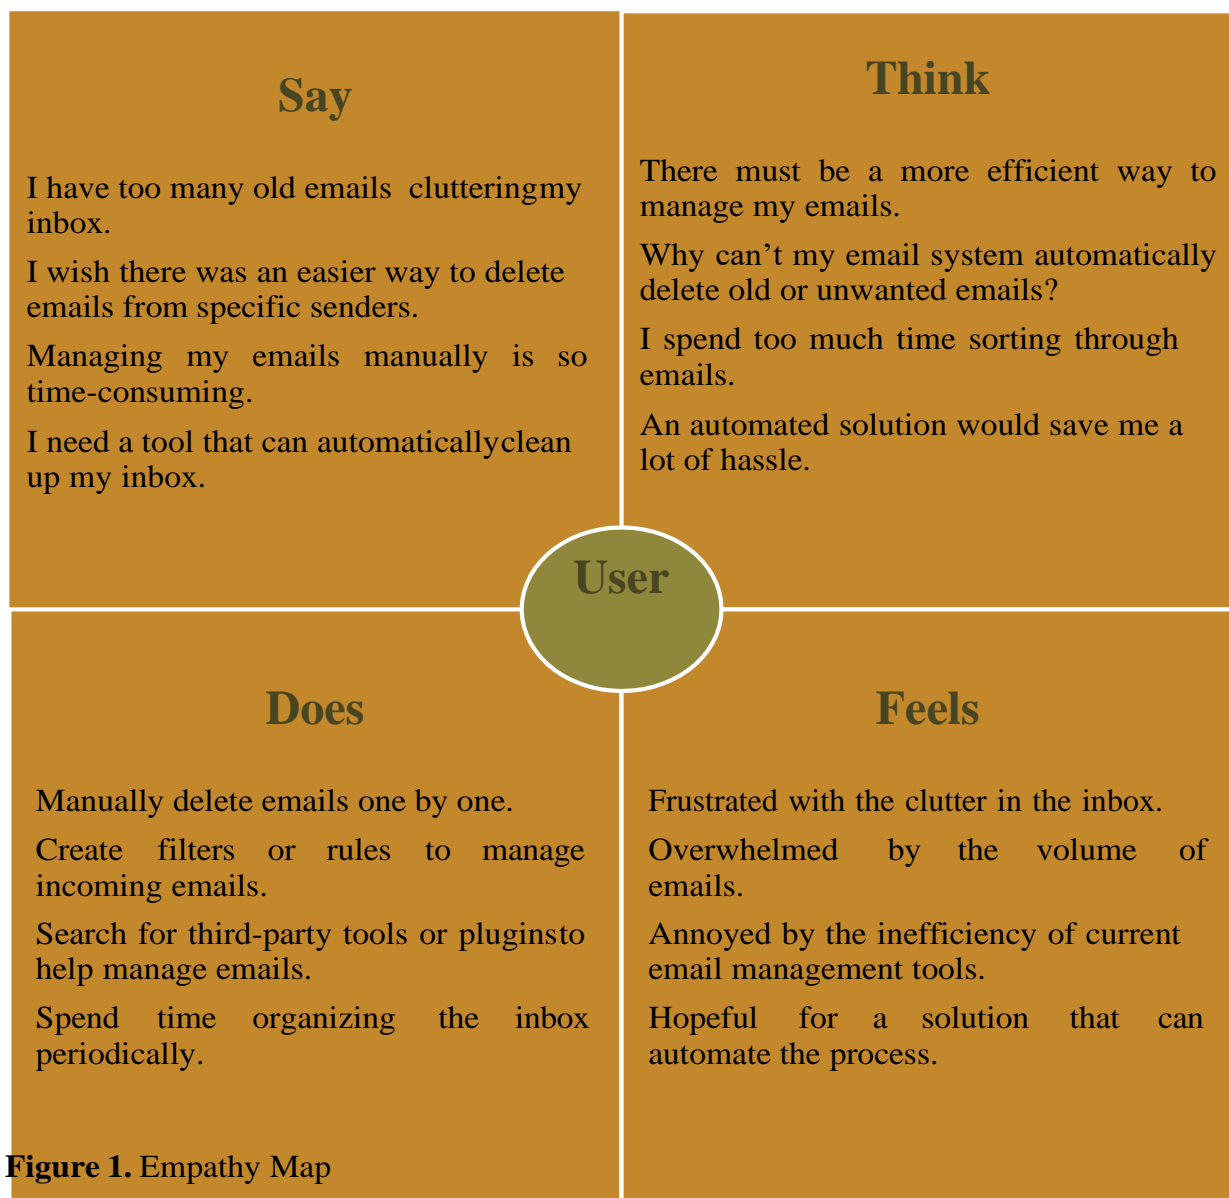 Say
I have too many old emails clutteringmy
inbox.
I wish there was an easier way to delete
emails from specific senders.
Managing my emails manually is so
time-consuming.
I need a tool that can automaticallyclean
up my inbox.
Think
There must be a more efficient way to
manage my emails.
Why can’t my email system automatically
delete old or unwanted emails?
I spend too much time sorting through
emails.
An automated solution would save me a
lot of hassle.
User
Does
Manually delete emails one by one.
Create filters or rules to manage
incoming emails.
Search for third-party tools or pluginsto
help manage emails.
Spend time organizing the inbox
periodically.
Feels
Frustrated with the clutter in the inbox.
Overwhelmed by the volume of
emails.
Annoyed by the inefficiency of current
email management tools.
Hopeful for a solution that can
automate the process.
Figure 1. Empathy Map